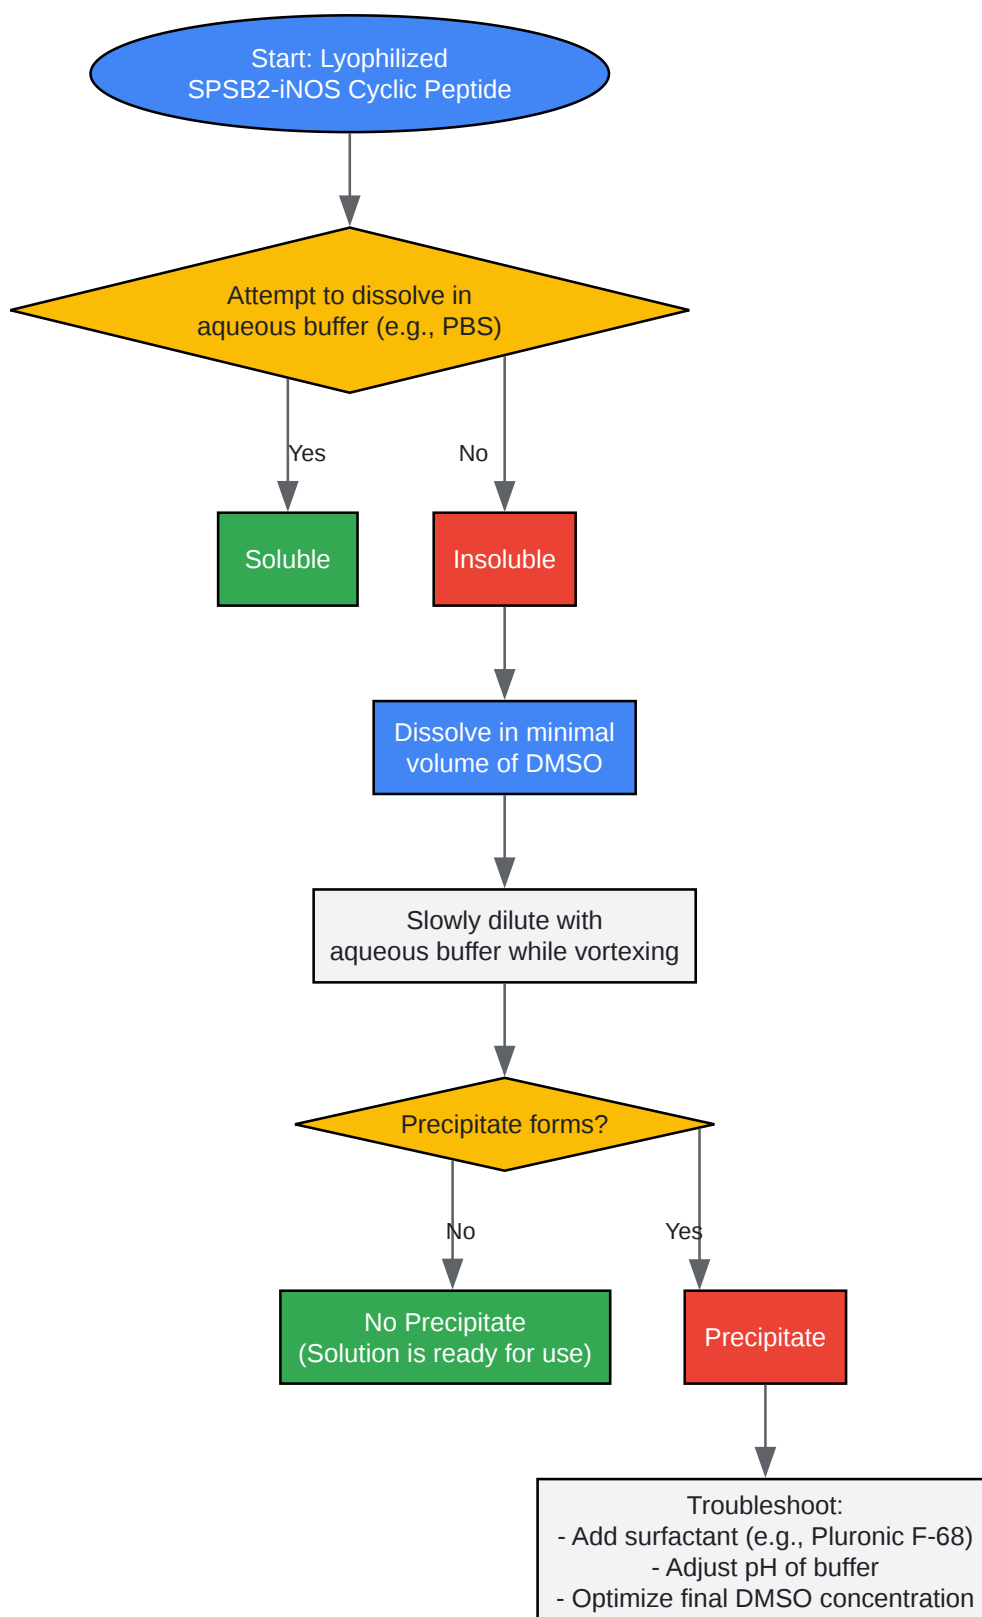 Start: Lyophilized
SPSB2-iNOS Cyclic Peptide
Attempt to dissolve in
aqueous buffer (e.g., PBS)
Yes
No
Soluble
Insoluble
Dissolve in minimal
volume of DMSO
Slowly dilute with
aqueous buffer while vortexing
Precipitate forms?
No
Yes
No Precipitate
(Solution is ready for use)
Precipitate
Troubleshoot:
- Add surfactant (e.g., Pluronic F-68)
- Adjust pH of buffer
- Optimize final DMSO concentration